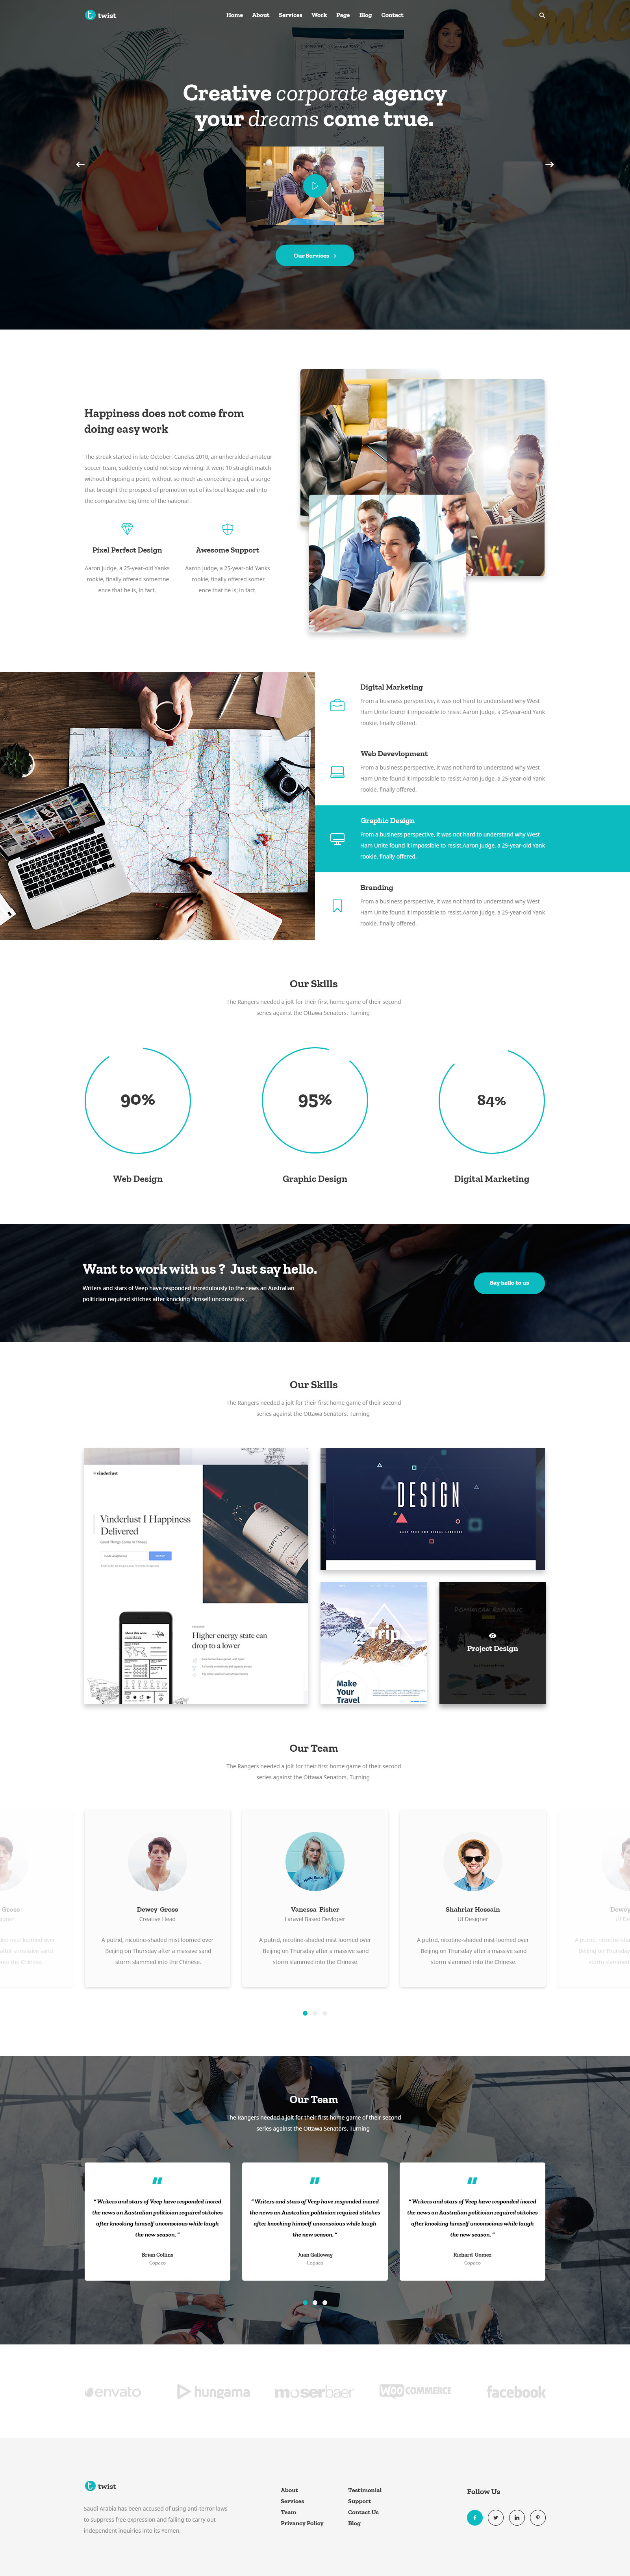 twist
Home About Services Work Page Blog Contact
Smile
Creative corporate agency
your dreams come true.
Our Services
Happiness does not come from
doing easy work
The streak started in late October. Canelas 2010, an unheralded amateur
soccer team, suddenly could not stop winning. It went 10 straight match
without dropping a point, without so much as conceding a goal, a surge
that brought the prospect of promotion out of its local league and into
the comparative big time of the national .
Pixel Perfect Design
Aaron Judge, a 25-year-old Yanks
rookie, finally offered somemne
ence that he is, in fact.
Awesome Support
Aaron Judge, a 25-year-old Yanks
rookie, finally offered somer
ence that he is, in fact.
Digital Marketing
From a business perspective, it was not hard to understand why West
Ham Unite found it impossible to resist.Aaron Judge, a 25-year-old Yank
rookie, finally offered.
Web Devevlopment
From a business perspective, it was not hard to understand why West
Ham Unite found it impossible to resist.Aaron Judge, a 25-year-old Yank
rookie, finally offered.
Graphic Design
From a business perspective, it was not hard to understand why West
Ham Unite found it impossible to resist.Aaron Judge, a 25-year-old Yank
rookie, finally offered.
Branding
From a business perspective, it was not hard to understand why West
Ham Unite found it impossible to resist.Aaron Judge, a 25-year-old Yank
rookie, finally offered.
Our Skills
The Rangers needed a jolt for their first home game of their second
series against the Ottawa Senators. Turning
90%
Web Design
95%
Graphic Design
84%
Digital Marketing
Want to work with us ? Just say hello.
Writers and stars of Veep have responded incredulously to the news an Australian
politician required stitches after knocking himself unconscious .
Say hello to us
Our Skills
The Rangers needed a jolt for their first home game of their second
series against the Ottawa Senators. Turning
vinderlust
Vinderlust I Happiness
Delivered
Good things Come in Threes
CAPITULO
Higher energy state can
drop to a lower
DESIGN
MAKE YOUR OWN VISUAL LANGUAGE
Trip
Make
Your
Travel
DOMINICAN REPUBLIC
Project Design
Our Team
The Rangers needed a jolt for their first home game of their second
series against the Ottawa Senators. Turning
Gross
Dewey Gross
Creative Head
A putrid, nicotine-shaded mist loomed over
Beijing on Thursday after a massive sand
storm slammed into the Chinese.
Vanessa Fisher
Laravel Based Devloper
A putrid, nicotine-shaded mist loomed over
Beijing on Thursday after a massive sand
storm slammed into the Chinese.
Shahriar Hossain
UI Designer
A putrid, nicotine-shaded mist loomed over
Beijing on Thursday after a massive sand
storm slammed into the Chinese.
Dewey
Our Team
The Rangers needed a jolt for their first home game of their second
series against the Ottawa Senators. Turning
“ Writers and stars of Veep have responded incred
the news an Australian politician required stitches
after knocking himself unconscious while laugh
the new season. ”
Brian Collins
Copaco
“ Writers and stars of Veep have responded incred
the news an Australian politician required stitches
after knocking himself unconscious while laugh
the new season. ”
Juan Galloway
Copaco
“ Writers and stars of Veep have responded incred
the news an Australian politician required stitches
after knocking himself unconscious while laugh
the new season. ”
Richard Gomez
Copaco
envato
hungama
moserbaer
WOO COMMERCE
facebook
twist
Saudi Arabia has been accused of using anti-terror laws
to suppress free expression and failing to carry out
independent inquiries into its Yemen.
About
Services
Team
Privancy Policy
Testimonial
Support
Contact Us
Blog
Follow Us